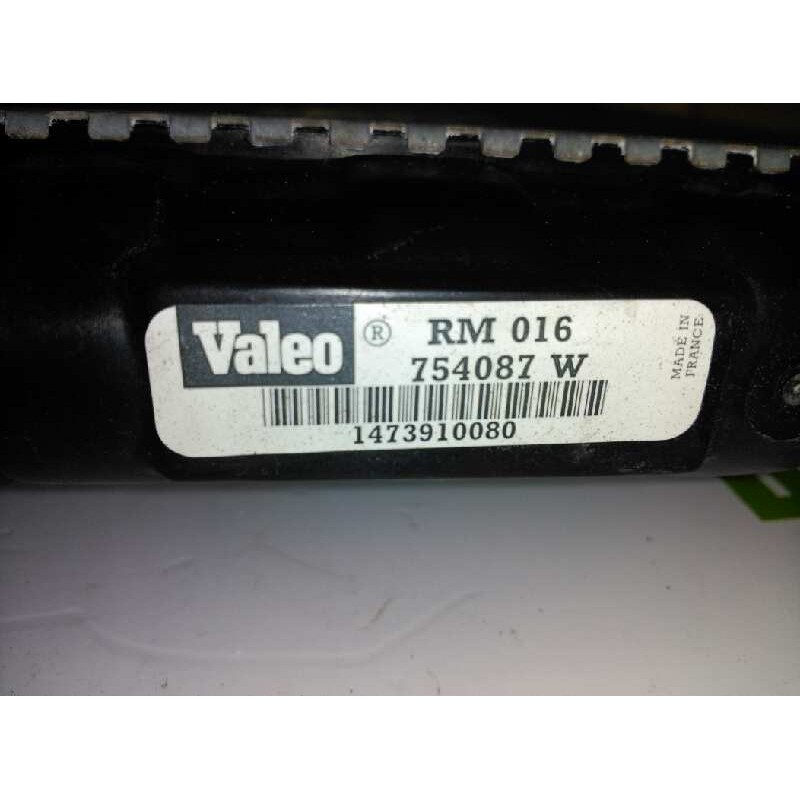 Valeo ® RM 016
754087 W
1473910080
MADE IN
FRANCE